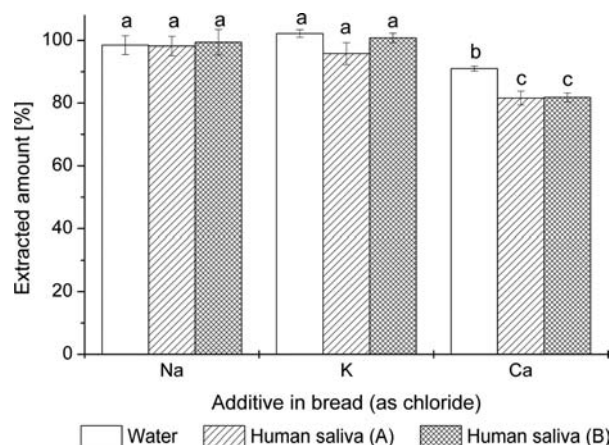 a a a a a a
b
c c
100
80
60
40
20
0
Extracted amount [%]
Na K Ca
Additive in bread (as chloride)
Water Human saliva (A) Human saliva (B)